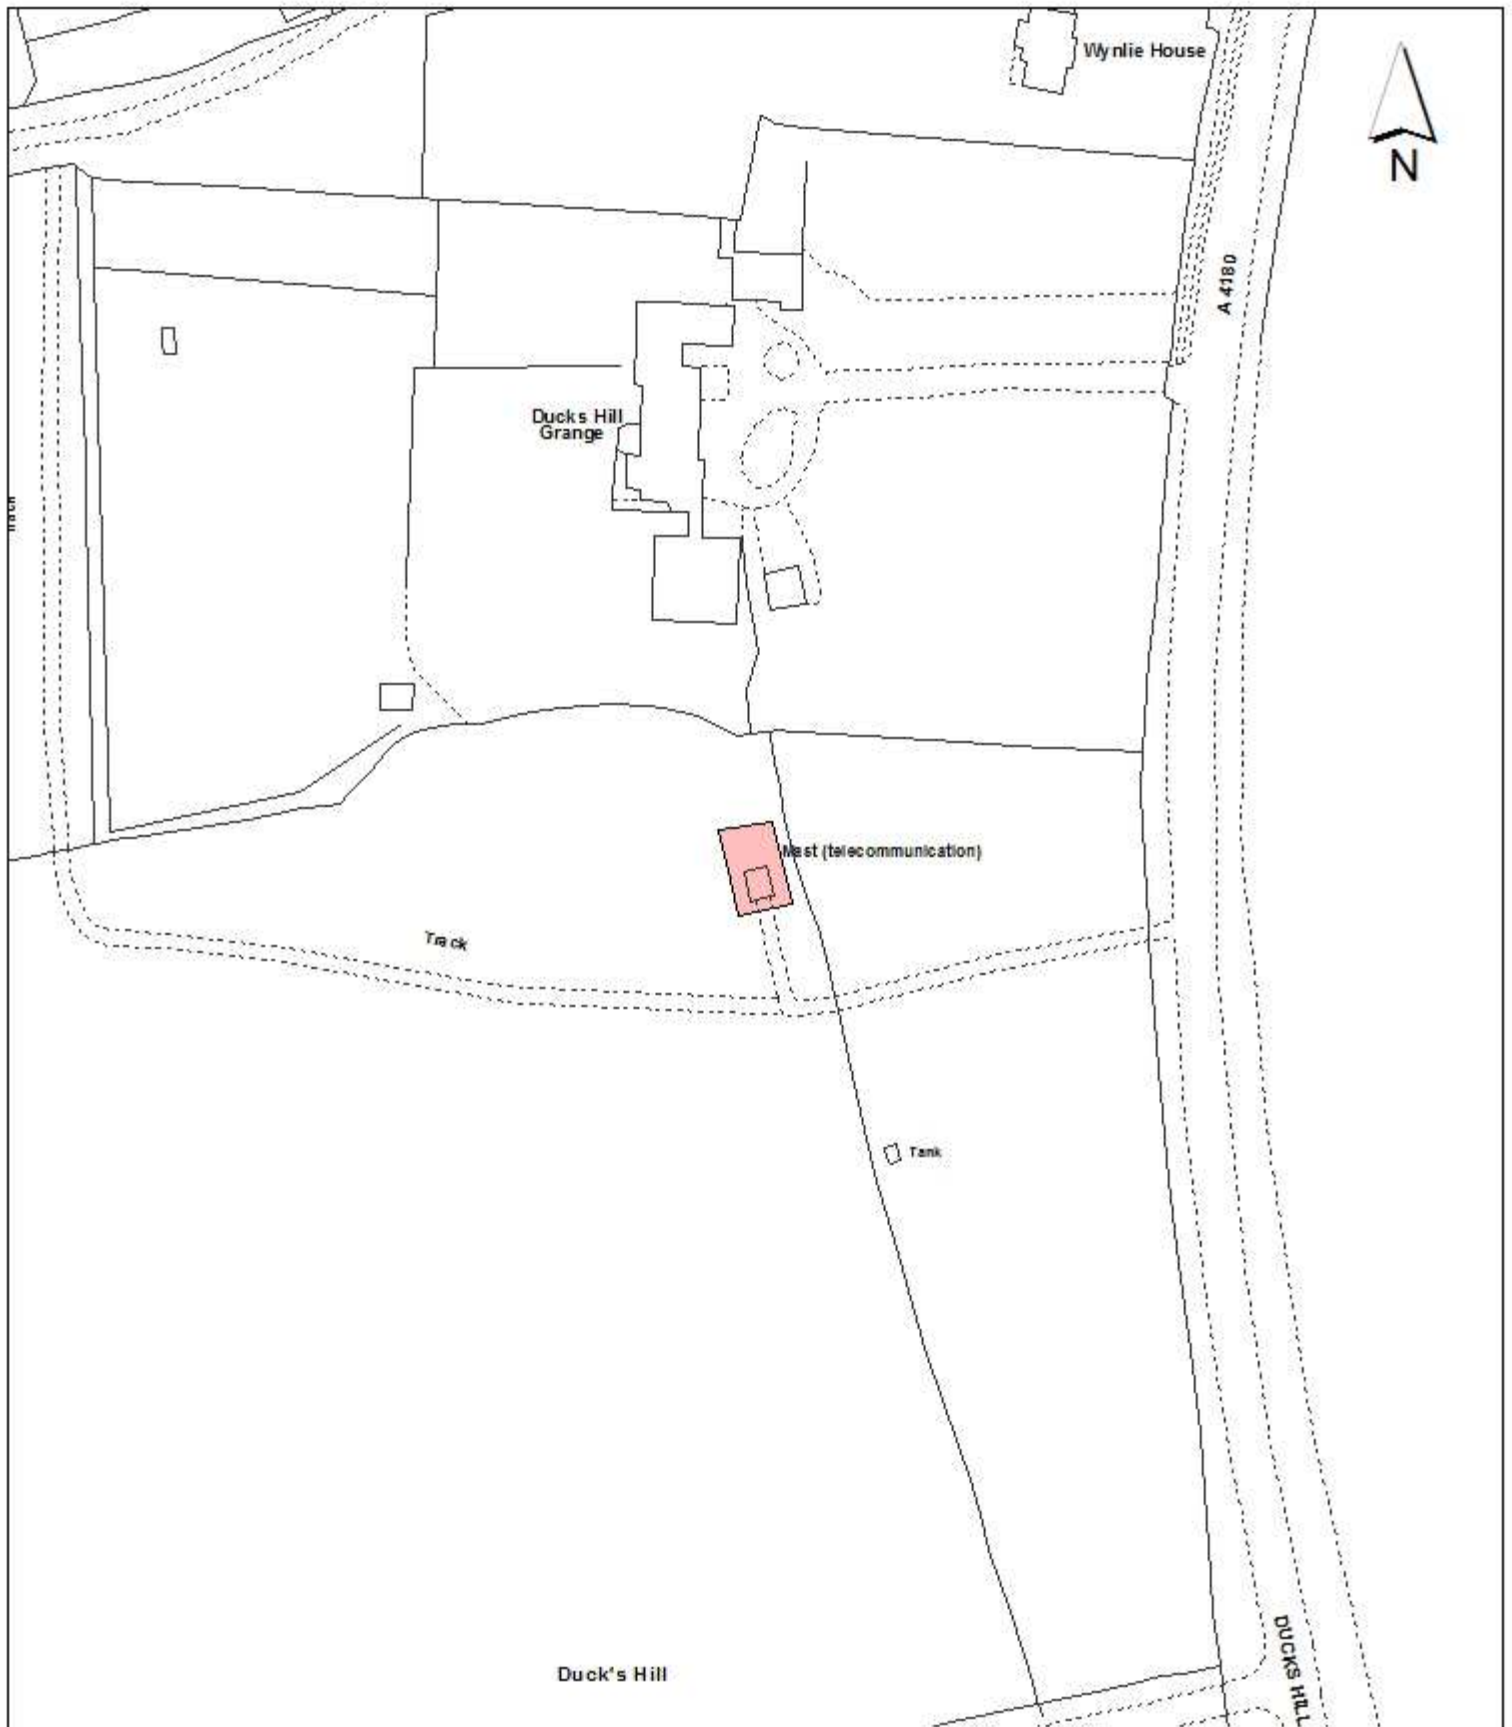 Wynlie House
N
A 4180
Ducks Hill
Grange
Mast (telecommunication)
Track
Tank
Duck's Hill
DUCKS HILL